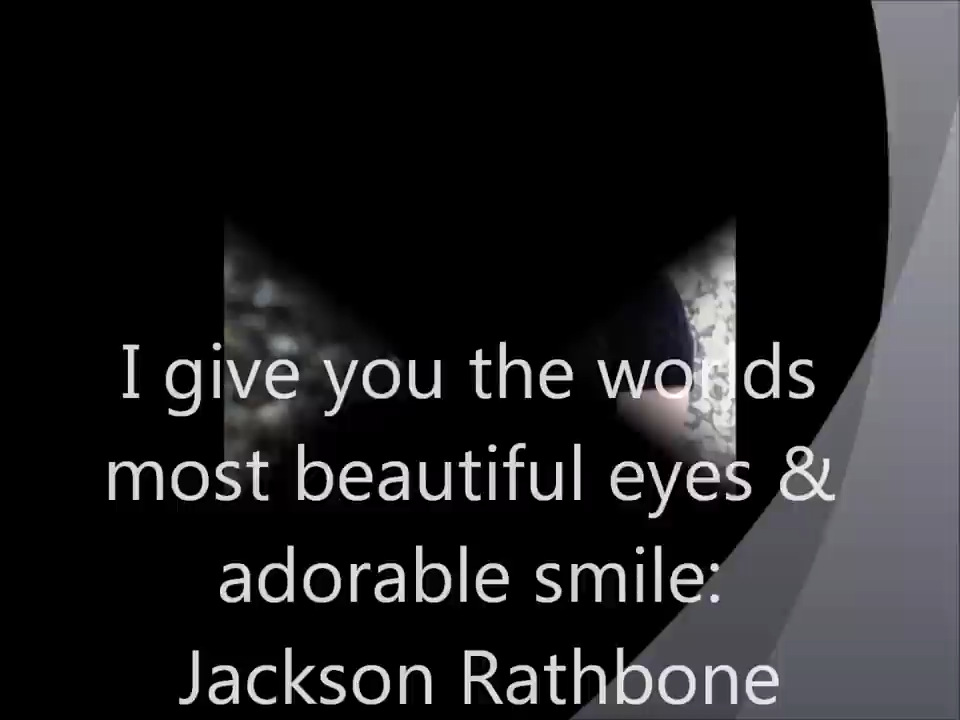 I give you the worlds
most beautiful eyes &
adorable smile:
Jackson Rathbone